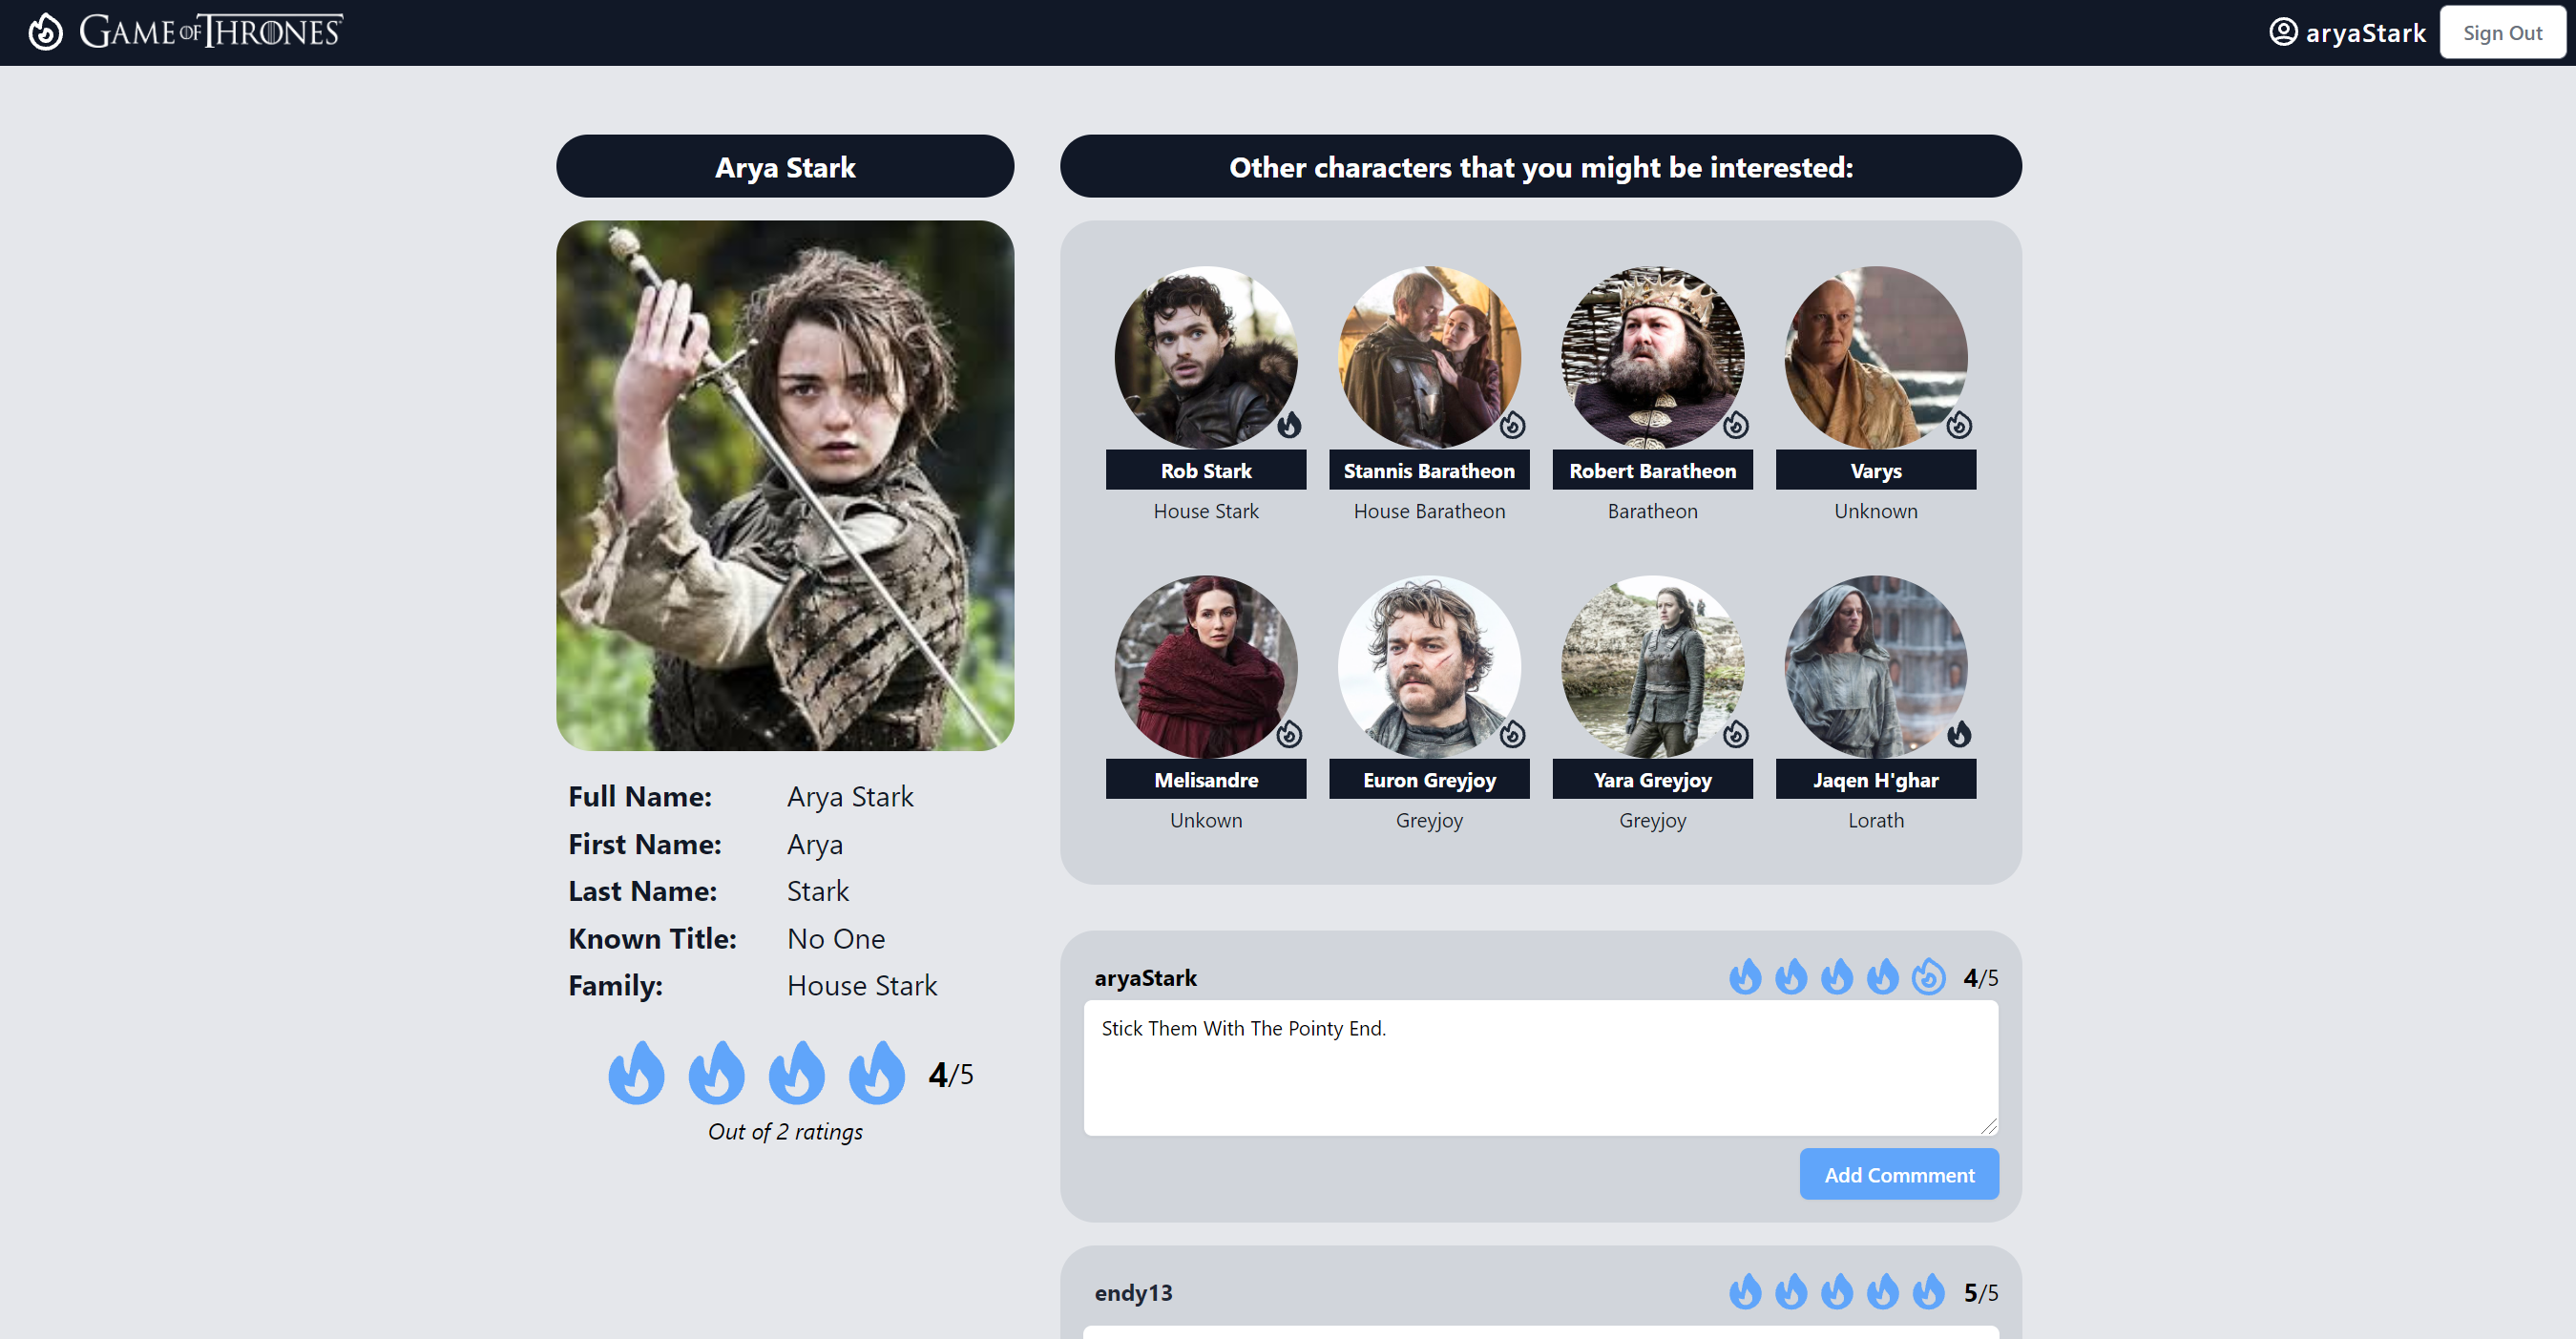 GAME OF THRONES
aryaStark
Sign Out
Arya Stark
Full Name: Arya Stark
First Name: Arya
Last Name: Stark
Known Title: No One
Family: House Stark
4/5
Out of 2 ratings
Other characters that you might be interested:
Rob Stark
House Stark
Stannis Baratheon
House Baratheon
Robert Baratheon
Baratheon
Varys
Unknown
Melisandre
Unkown
Euron Greyjoy
Greyjoy
Yara Greyjoy
Greyjoy
Jaqen H'ghar
Lorath
aryaStark 4/5
Stick Them With The Pointy End.
Add Commment
endy13 5/5